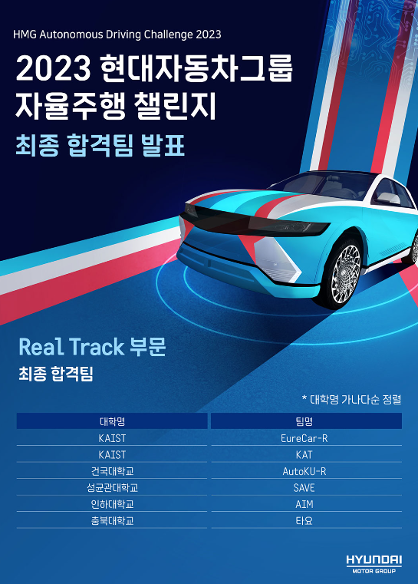 HMG Autonomous Driving Challenge 2023
2023 현대자동차그룹
자율주행 챌린지
최종 합격팀 발표
Real Track 부문
최종 합격팀
* 대학명 가나다순 정렬
대학명 팀명
KAIST EureCar-R
KAIST KAT
건국대학교 AutoKU-R
성균관대학교 SAVE
인하대학교 AIM
충북대학교 타요
HYUNDAI
MOTOR GROUP